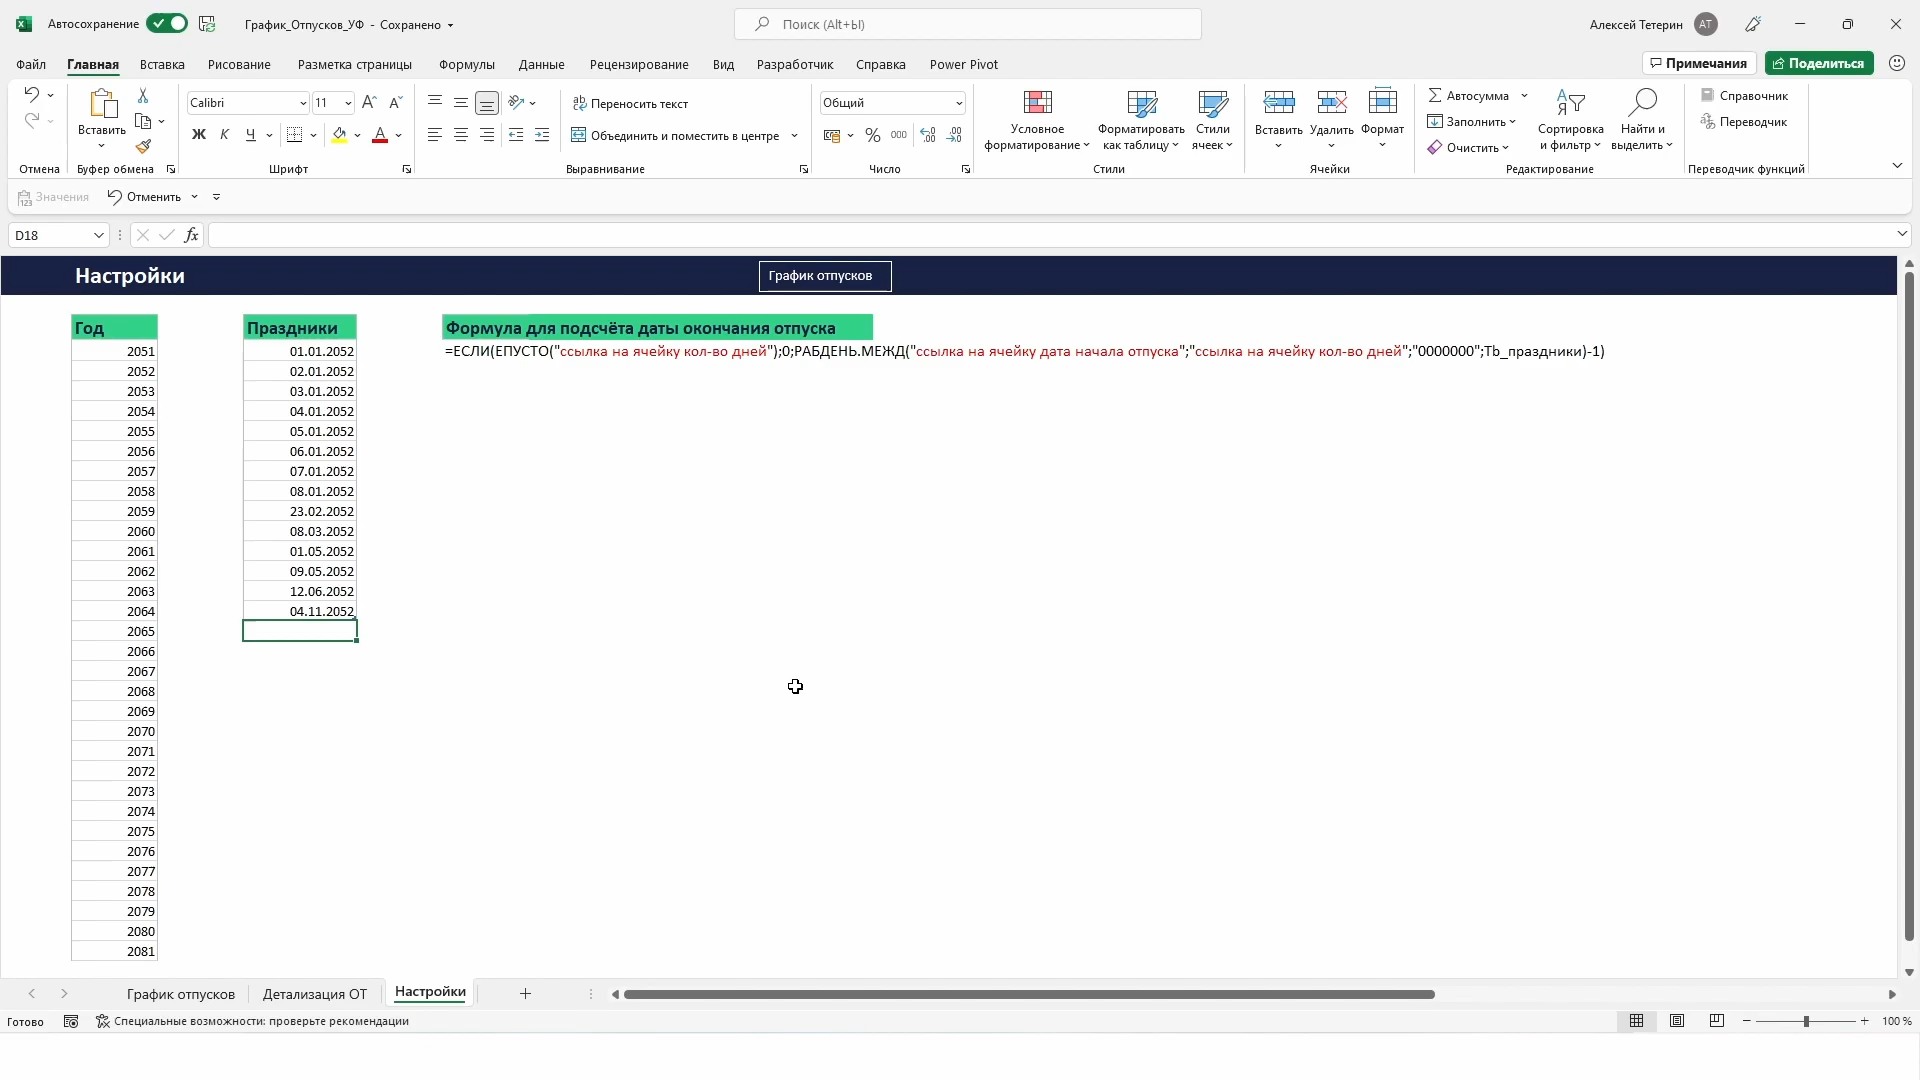 Автосохранение
График_Отпусков_УФ - Сохранено
Поиск (Alt+Ы)
Алексей Тетерин
АТ
Файл Главная Вставка Рисование Разметка страницы Формулы Данные Рецензирование Вид Разработчик Справка Power Pivot
Примечания
Поделиться
Вставить
Calibri
11
Ж К Ч
Переносить текст
Объединить и поместить в центре
Общий
% 000
Условное форматирование
Форматировать как таблицу
Стили ячеек
Вставить Удалить Формат
Автосумма
Заполнить
Очистить
Сортировка и фильтр
Найти и выделить
Справочник
Переводчик
Отмена Буфер обмена Шрифт Выравнивание Число Стили Ячейки Редактирование Переводчик функций
Значения Отменить
D18
fx
Настройки
График отпусков
Год
2051
2052
2053
2054
2055
2056
2057
2058
2059
2060
2061
2062
2063
2064
2065
2066
2067
2068
2069
2070
2071
2072
2073
2074
2075
2076
2077
2078
2079
2080
2081
Праздники
01.01.2052
02.01.2052
03.01.2052
04.01.2052
05.01.2052
06.01.2052
07.01.2052
08.01.2052
23.02.2052
08.03.2052
01.05.2052
09.05.2052
12.06.2052
04.11.2052
Формула для подсчёта даты окончания отпуска
=ЕСЛИ(ЕПУСТО("ссылка на ячейку кол-во дней");0;РАБДЕНЬ.МЕЖД("ссылка на ячейку дата начала отпуска";"ссылка на ячейку кол-во дней";"0000000";Tb_праздники)-1)
График отпусков Детализация ОТ Настройки
Готово
Специальные возможности: проверьте рекомендации
100 %